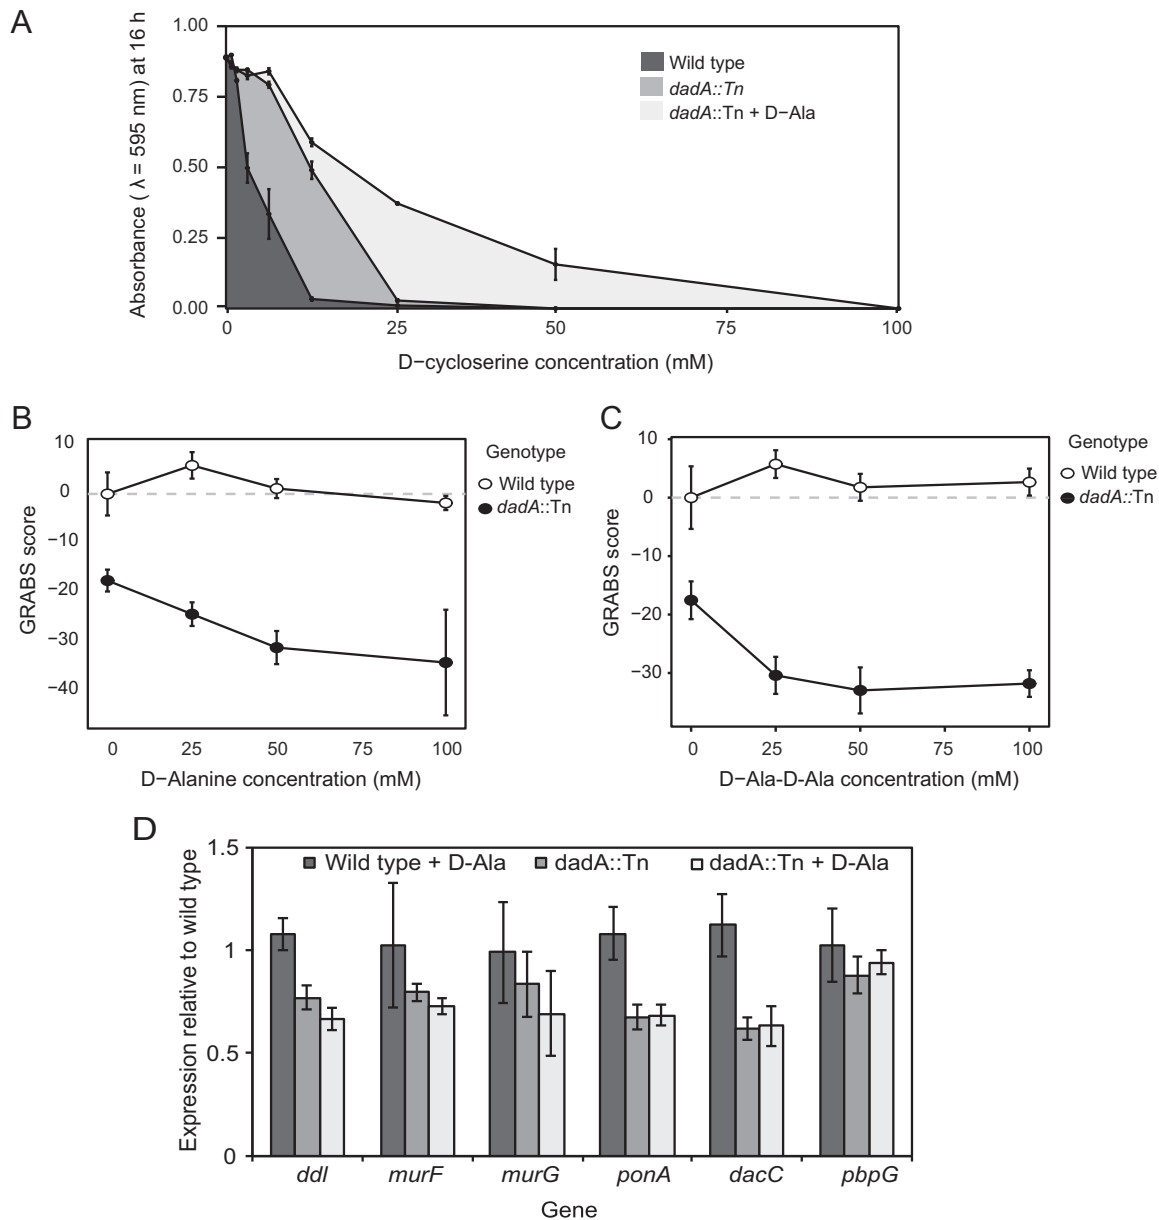 A
Absorbance ( λ = 595 nm) at 16 h
1.00
0.75
0.50
0.25
0.00
Wild type
dadA::Tn
dadA::Tn + D−Ala
0 25 50 75 100
D−cycloserine concentration (mM)
B
GRABS score
10
0
−10
−20
−30
−40
Genotype
Wild type
dadA::Tn
0 25 50 75 100
D−Alanine concentration (mM)
C
GRABS score
10
0
−10
−20
−30
Genotype
Wild type
dadA::Tn
0 25 50 75 100
D−Ala-D-Ala concentration (mM)
D
Expression relative to wild type
1.5
1
0.5
0
Wild type + D-Ala dadA::Tn dadA::Tn + D-Ala
ddl murF murG ponA dacC pbpG
Gene